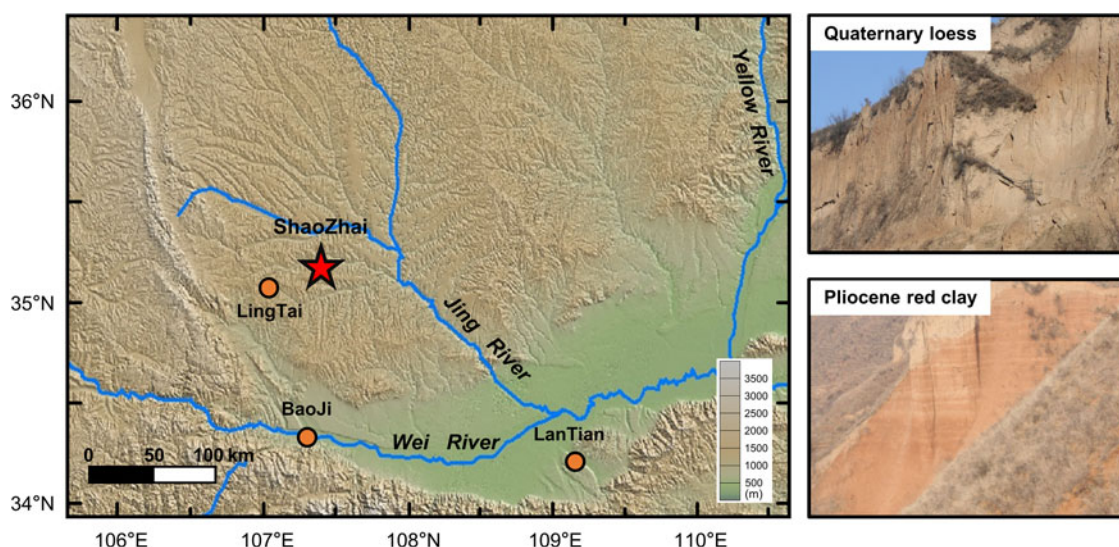 36°N
35°N
34°N
106°E
107°E
108°E
109°E
110°E
Yellow River
ShaoZhai
LingTai
Jing River
BaoJi
Wei River
LanTian
0 50 100 km
3500
3000
2500
2000
1500
1000
500
(m)
Quaternary loess
Pliocene red clay